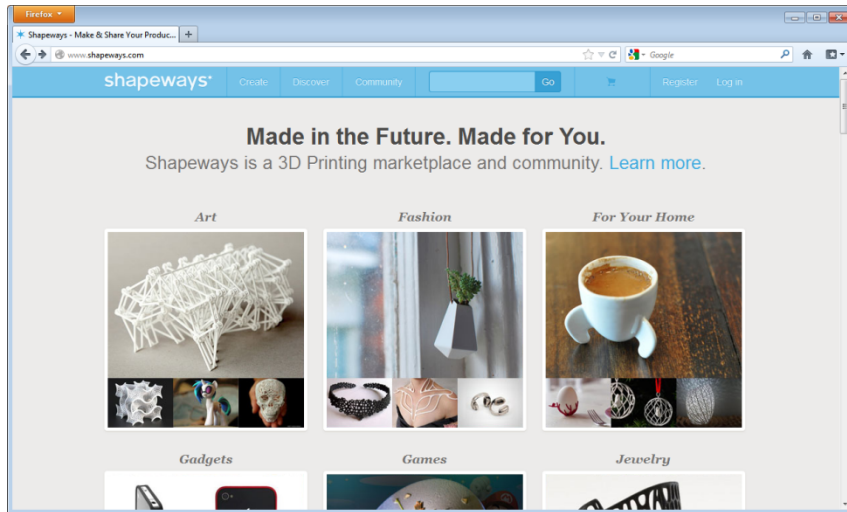 Firefox
Shapeways - Make & Share Your Produc...
www.shapeways.com
Google
shapeways*
Create
Discover
Community
Go
Register
Log in
Made in the Future. Made for You.
Shapeways is a 3D Printing marketplace and community. Learn more.
Art
Fashion
For Your Home
Gadgets
Games
Jewelry